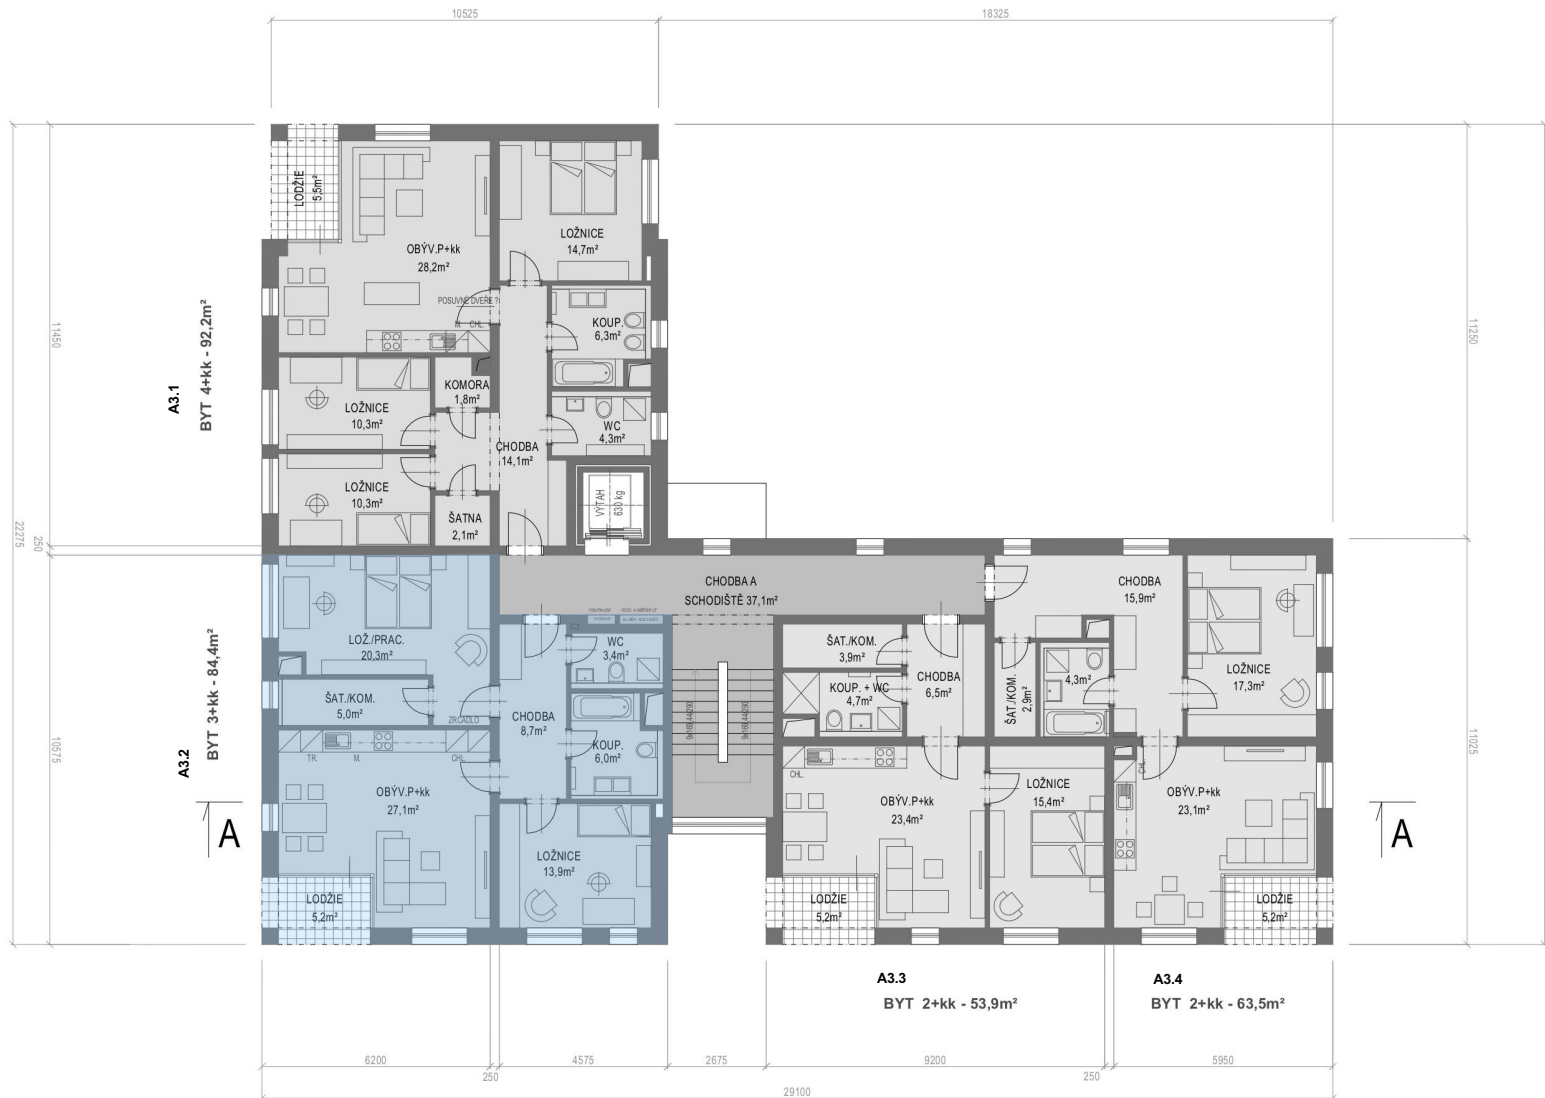 10525
18325
LODŽIE
5,5m²
OBÝV.P+kk
28,2m²
LOŽNICE
14,7m²
POSUVNÉ DVEŘE ?
M.
CHL.
KOUP.
6,3m²
KOMORA
1,8m²
LOŽNICE
10,3m²
WC
4,3m²
CHODBA
14,1m²
LOŽNICE
10,3m²
ŠATNA
2,1m²
VÝTAH
630 kg
A3.1
BYT 4+kk - 92,2m²
11450
250
22275
10575
11250
11025
CHODBA A
SCHODIŠTĚ 37,1m²
LOŽ./PRAC.
20,3m²
ŠAT./KOM.
5,0m²
ZRCADLO
WC
3,4m²
CHODBA
8,7m²
KOUP.
6,0m²
TR.
M.
CHL.
OBÝV.P+kk
27,1m²
LOŽNICE
13,9m²
LODŽIE
5,2m²
A3.2
BYT 3+kk - 84,4m²
A
ŠAT./KOM.
3,9m²
KOUP. + WC
4,7m²
CHODBA
6,5m²
CHL.
OBÝV.P+kk
23,4m²
LOŽNICE
15,4m²
LODŽIE
5,2m²
CHODBA
15,9m²
ŠAT./KOM.
2,9m²
4,3m²
LOŽNICE
17,3m²
CHL.
OBÝV.P+kk
23,1m²
LODŽIE
5,2m²
A
A3.3
BYT 2+kk - 53,9m²
A3.4
BYT 2+kk - 63,5m²
6200
250
4575
2675
9200
250
5950
29100